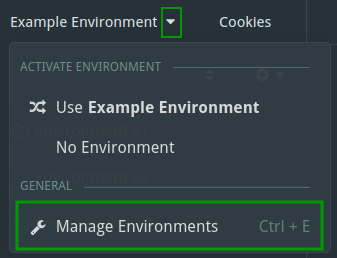 Example Environment Cookies
ACTIVATE ENVIRONMENT
Use Example Environment
No Environment
GENERAL
Manage Environments Ctrl + E